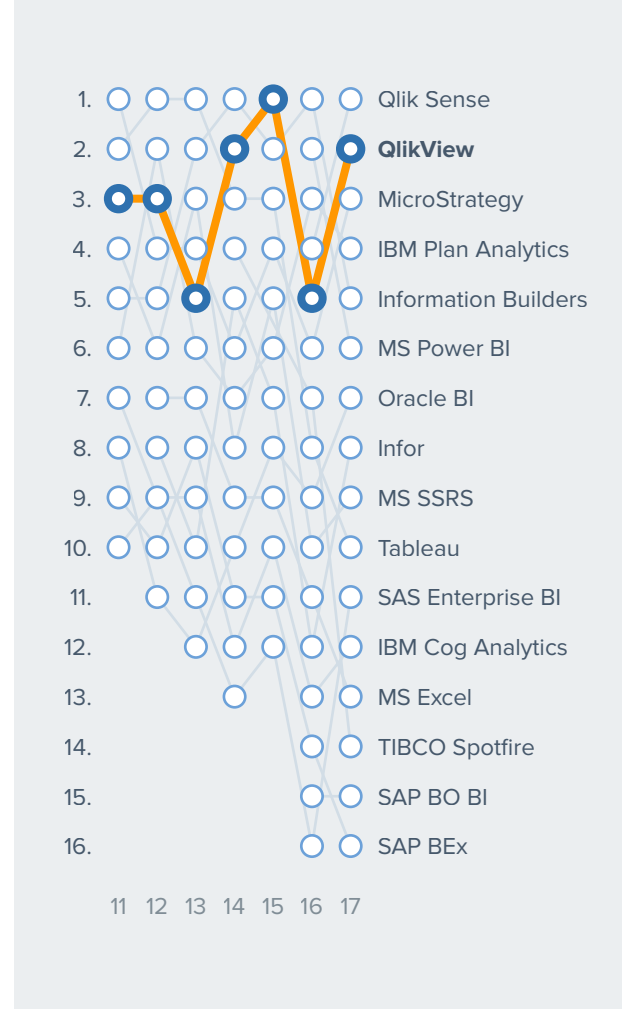 1. Qlik Sense
2. QlikView
3. MicroStrategy
4. IBM Plan Analytics
5. Information Builders
6. MS Power BI
7. Oracle BI
8. Infor
9. MS SSRS
10. Tableau
11. SAS Enterprise BI
12. IBM Cog Analytics
13. MS Excel
14. TIBCO Spotfire
15. SAP BO BI
16. SAP BEx
11 12 13 14 15 16 17